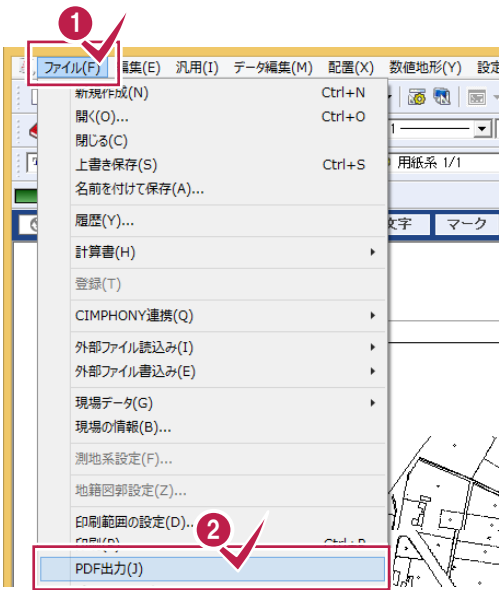 1
ファイル(F) 編集(E) 汎用(I) データ編集(M) 配置(X) 数値地形(Y) 設定
新規作成(N) Ctrl+N
開く(O)... Ctrl+O
閉じる(C)
上書き保存(S) Ctrl+S
用紙系 1/1
名前を付けて保存(A)...
履歴(Y)...
文字 マーク
計算書(H)
登録(T)
CIMPHONY連携(Q)
外部ファイル読込み(I)
外部ファイル書込み(E)
現場データ(G)
現場の情報(B)...
測地系設定(F)...
地籍図郭設定(Z)...
印刷範囲の設定(D)...
2
印刷(P) Ctrl+P
PDF出力(J)